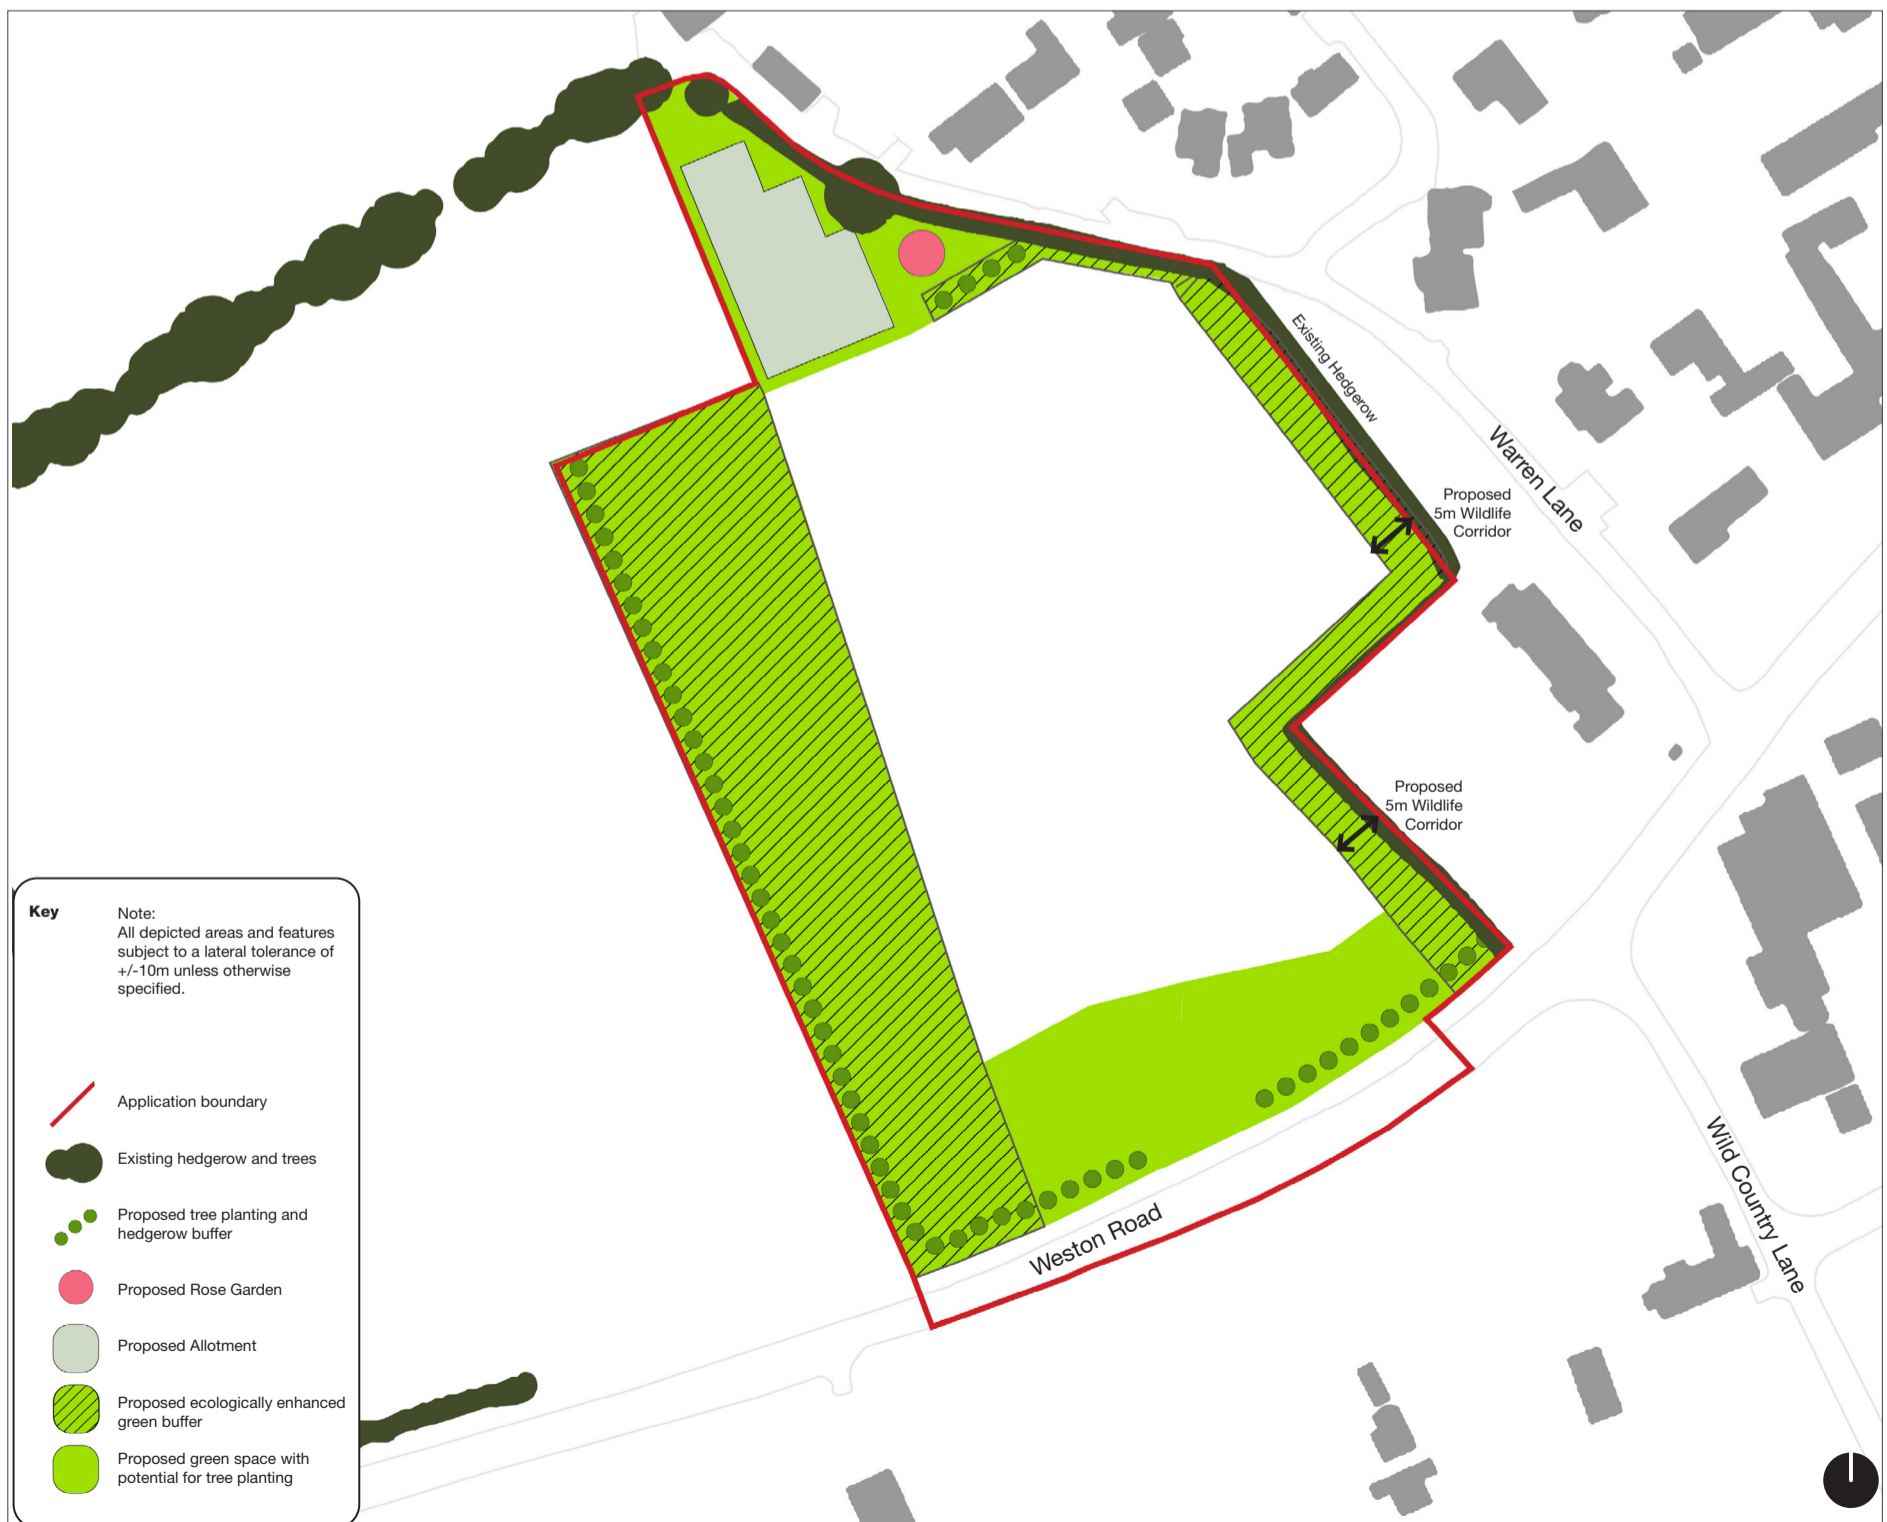 Existing Hedgerow
Warren Lane
Proposed
5m Wildlife
Corridor
Proposed
5m Wildlife
Corridor
Weston Road
Wild Country Lane
Key
Note:
All depicted areas and features
subject to a lateral tolerance of
+/-10m unless otherwise
specified.
Application boundary
Existing hedgerow and trees
Proposed tree planting and
hedgerow buffer
Proposed Rose Garden
Proposed Allotment
Proposed ecologically enhanced
green buffer
Proposed green space with
potential for tree planting